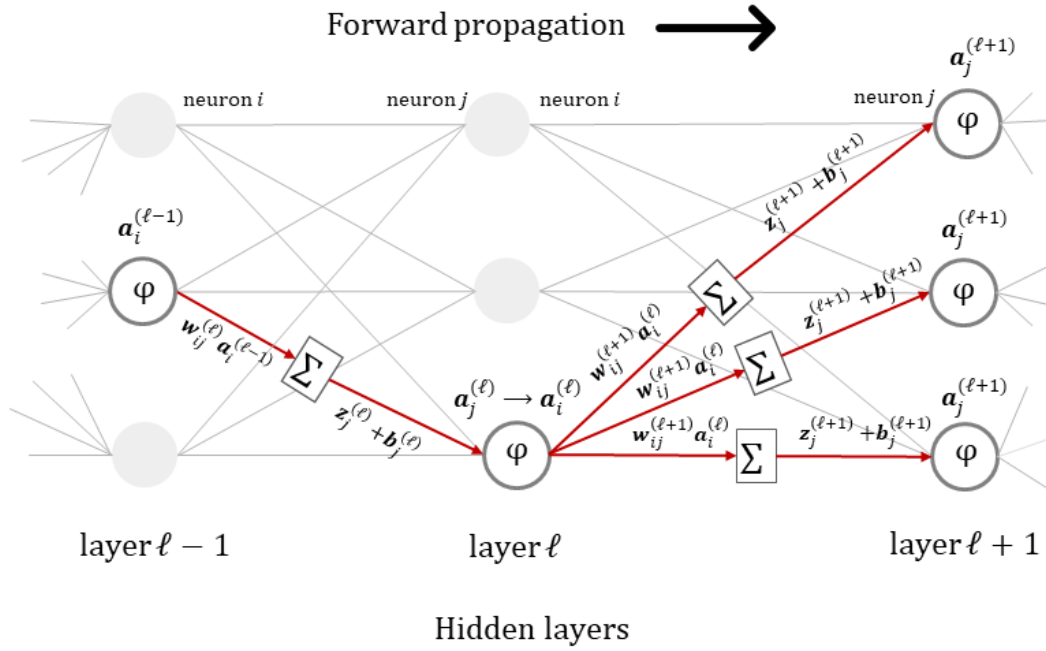 Forward propagation
a_j^(ℓ+1)
neuron i
neuron j
neuron i
neuron j
φ
z_j^(ℓ+1) + b_j^(ℓ+1)
a_i^(ℓ−1)
a_j^(ℓ+1)
φ
φ
Σ
z_j^(ℓ+1) + b_j^(ℓ+1)
w_ij^(ℓ) a_i^(ℓ−1)
w_ij^(ℓ+1) a_i^(ℓ)
Σ
Σ
w_ij^(ℓ+1) a_i^(ℓ)
z_j^(ℓ) + b_j^(ℓ)
a_j^(ℓ) → a_i^(ℓ)
a_j^(ℓ+1)
w_ij^(ℓ+1) a_i^(ℓ)
z_j^(ℓ+1) + b_j^(ℓ+1)
φ
Σ
φ
layer ℓ − 1
layer ℓ
layer ℓ + 1
Hidden layers